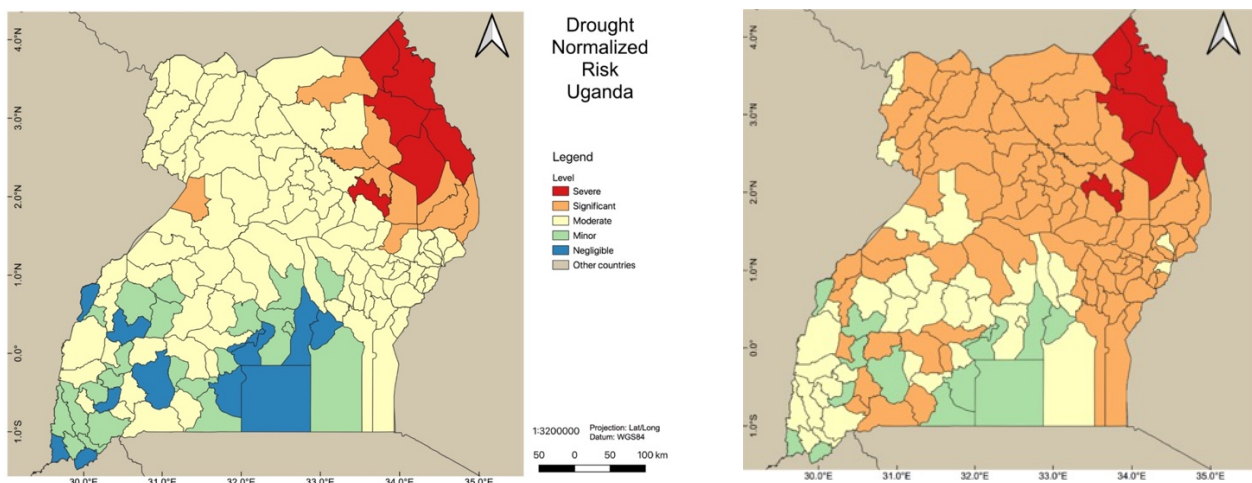 4.0°N
3.0°N
2.0°N
1.0°N
0.0°
1.0°S
30.0°E
31.0°E
32.0°E
33.0°E
34.0°E
35.0°E
Drought
Normalized
Risk
Uganda
Legend
Level
Severe
Significant
Moderate
Minor
Negligible
Other countries
1:3200000
Projection: Lat/Long
Datum: WGS84
50
0
50
100 km
4.0°N
3.0°N
2.0°N
1.0°N
0.0°
1.0°S
30.0°E
31.0°E
32.0°E
33.0°E
34.0°E
35.0°E